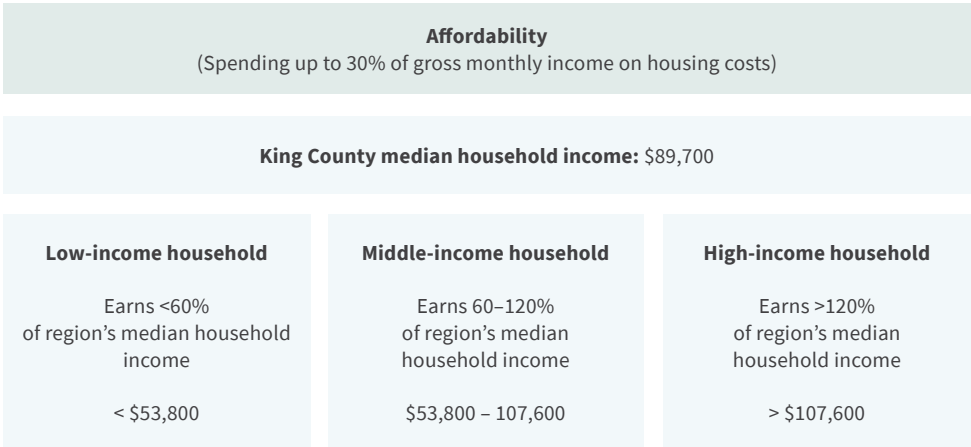 Affordability
(Spending up to 30% of gross monthly income on housing costs)
King County median household income: $89,700
Low-income household
Earns <60%
of region’s median household
income
< $53,800
Middle-income household
Earns 60–120%
of region’s median
household income
$53,800 – 107,600
High-income household
Earns >120%
of region’s median
household income
> $107,600